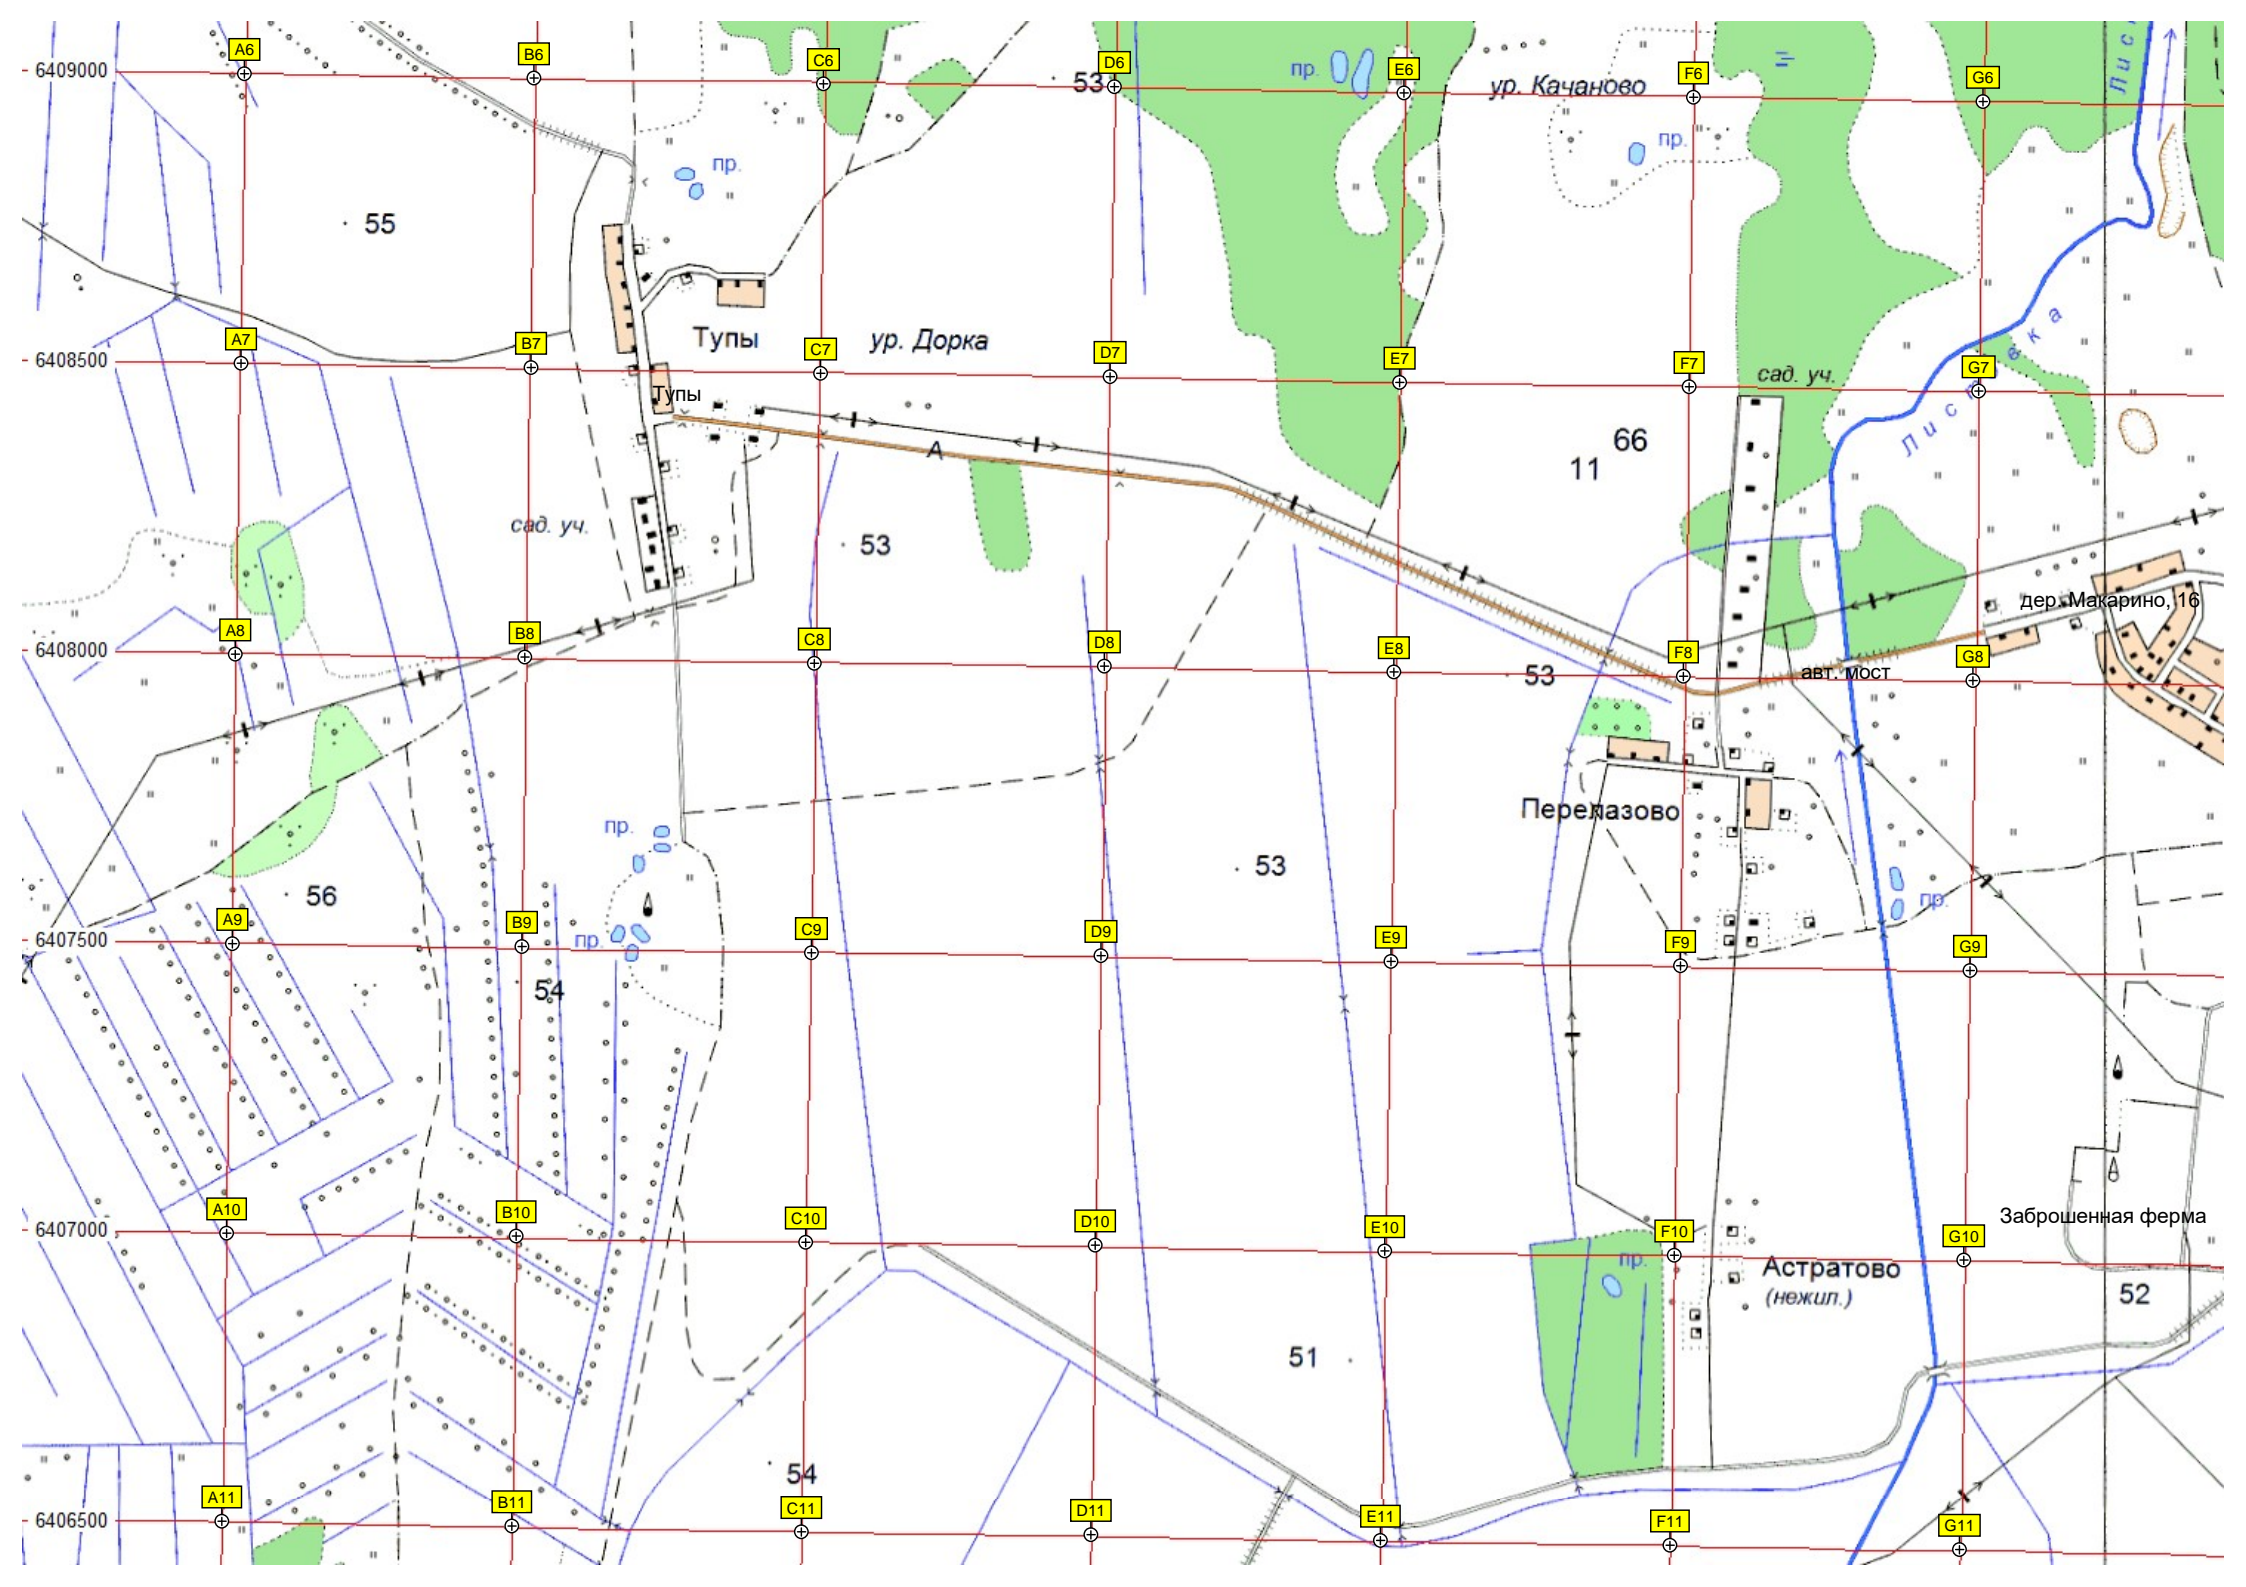 A6
B6
C6
D6
E6
F6
G6
6409000
53
пр.
ур. Качаново
Лис
пр.
пр.
55
Тупы
ур. Дорка
A7
B7
C7
D7
E7
F7
G7
6408500
сад. уч.
Листовка
Тупы
А
66
11
сад. уч.
53
дер. Макарино, 16
A8
B8
C8
D8
E8
F8
G8
6408000
53
авт. мост
Перелазово
пр.
53
56
пр.
A9
B9
C9
D9
E9
F9
G9
6407500
пр.
54
A10
B10
C10
D10
E10
F10
G10
6407000
Заброшенная ферма
пр.
Астратово
(нежил.)
52
51
54
A11
B11
C11
D11
E11
F11
G11
6406500